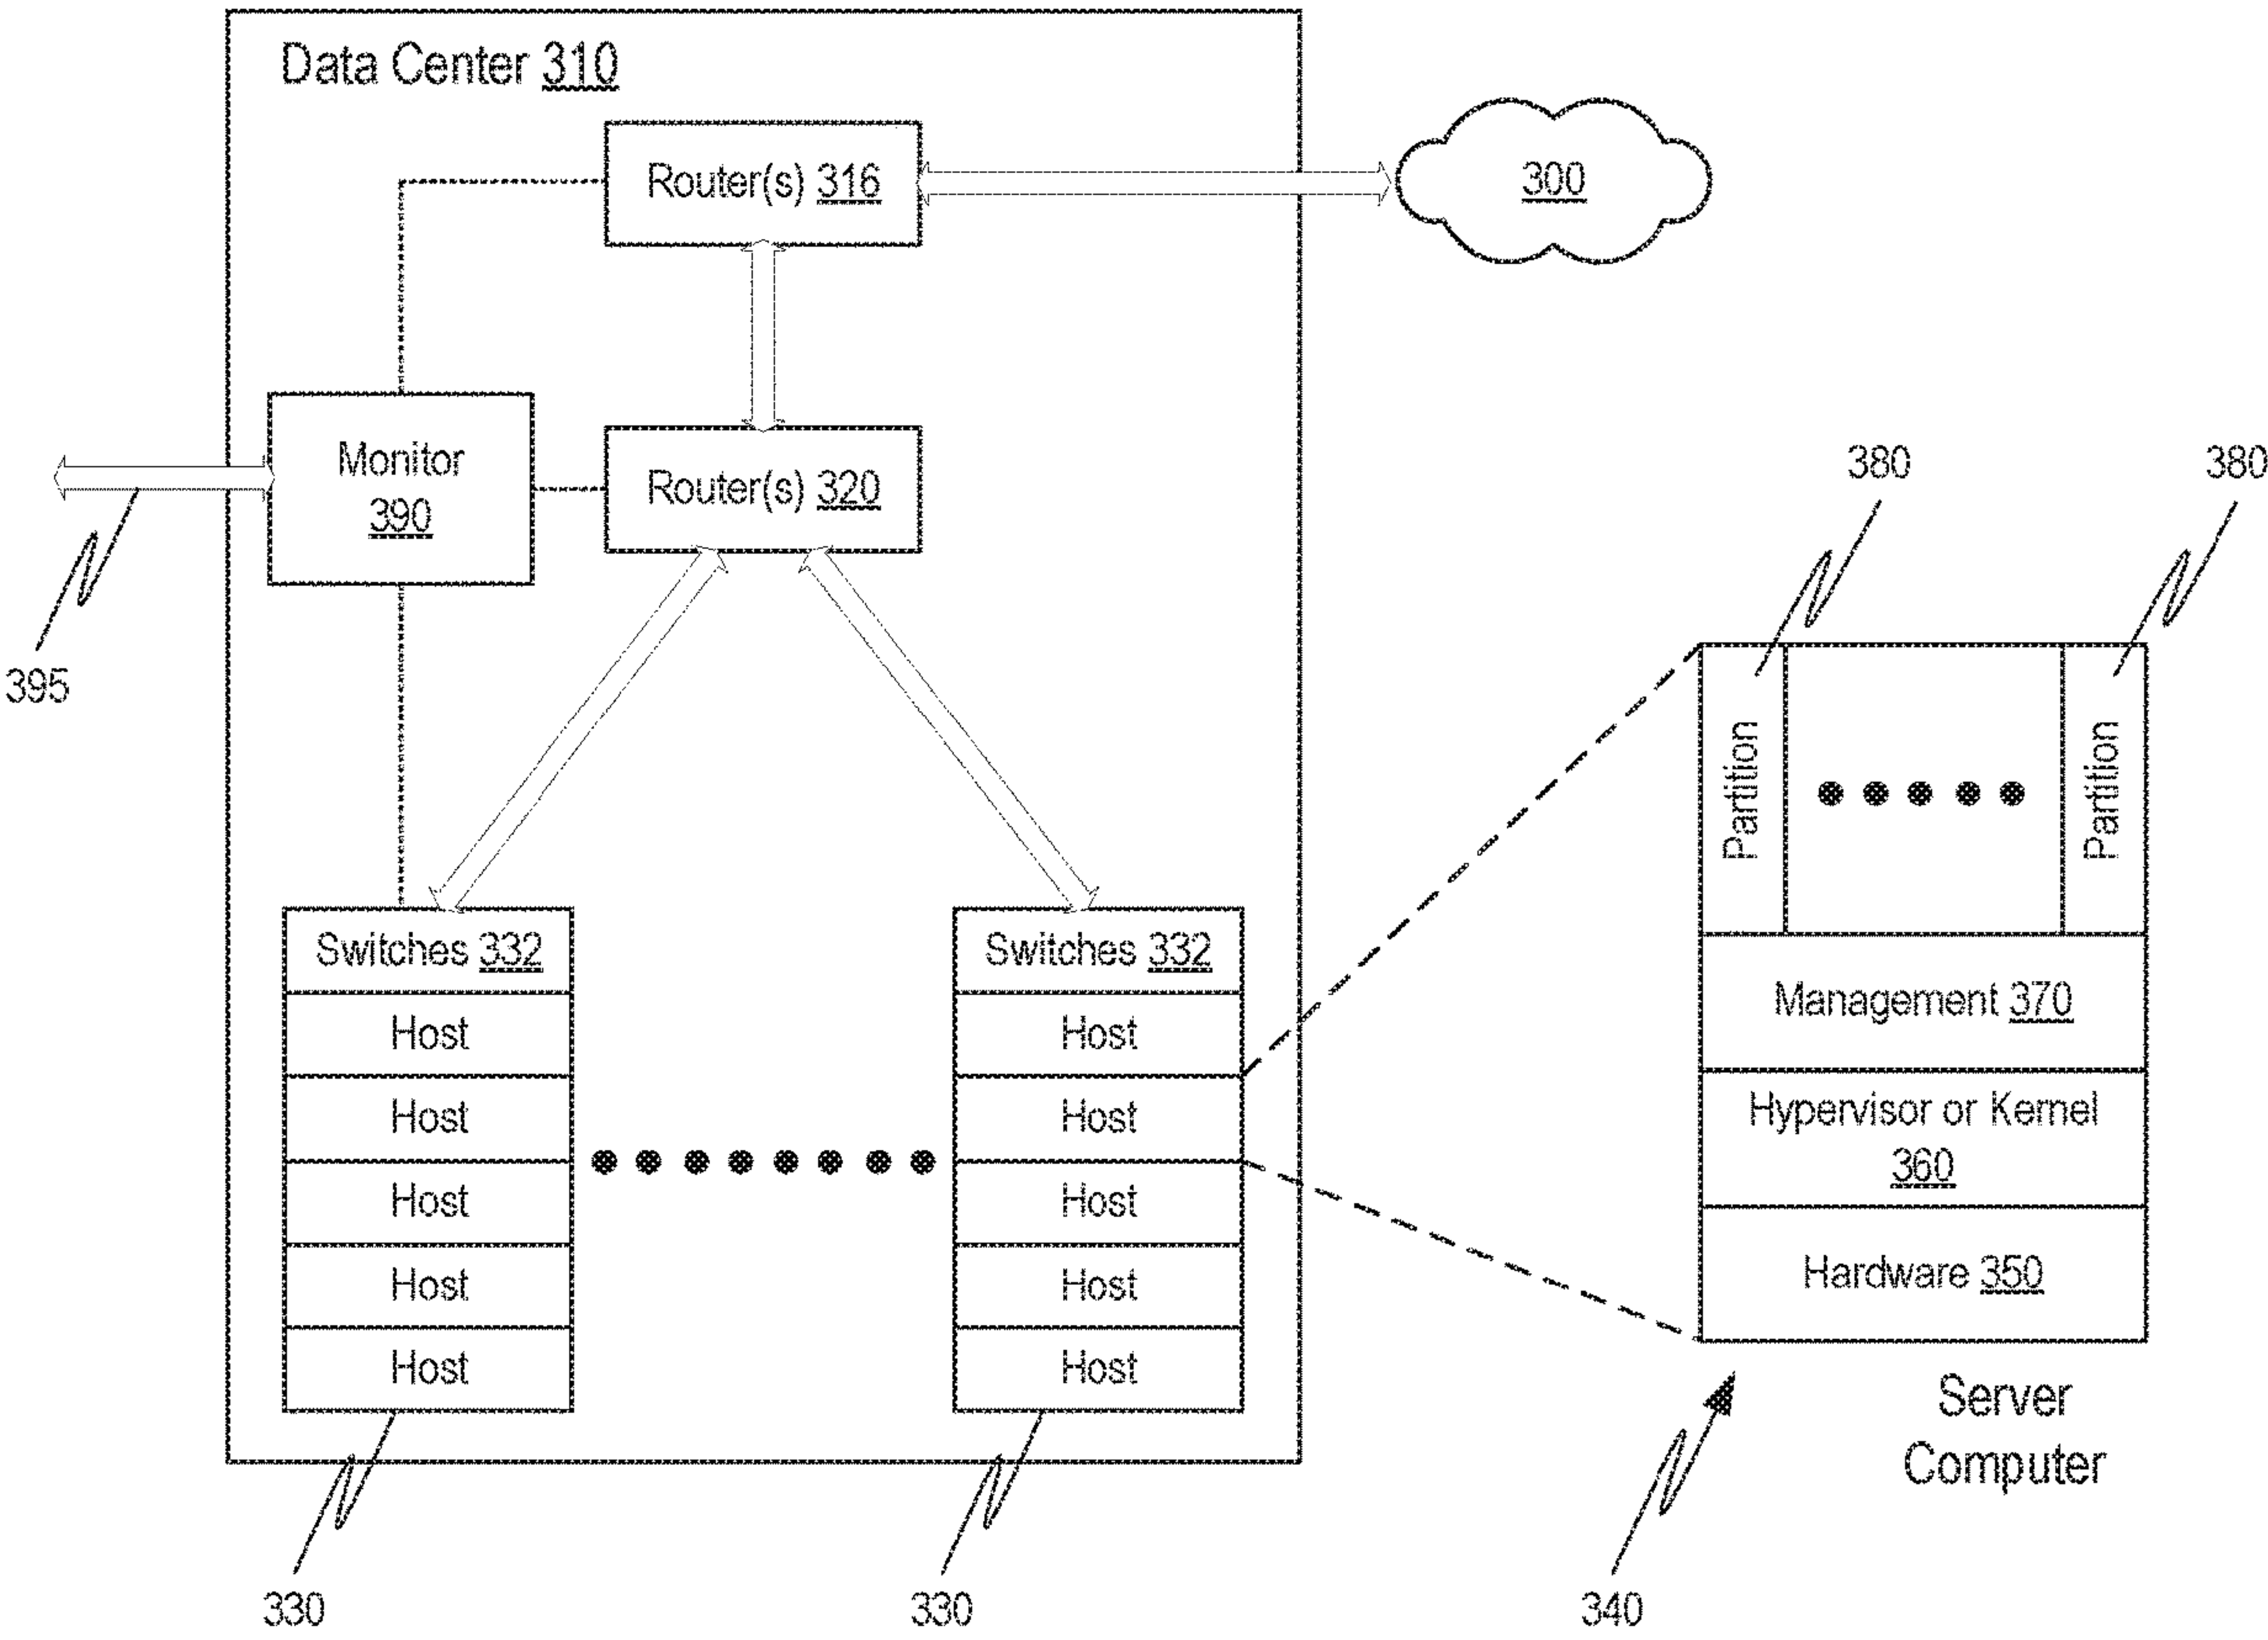 Data Center 310
Router(s) 316
300
Monitor
390
Router(s) 320
380
380
395
Partition
Partition
Switches 332
Switches 332
Management 370
Host
Host
Host
Host
Hypervisor or Kernel
360
Host
Host
Hardware 350
Host
Host
Host
Host
Server
Computer
330
330
340